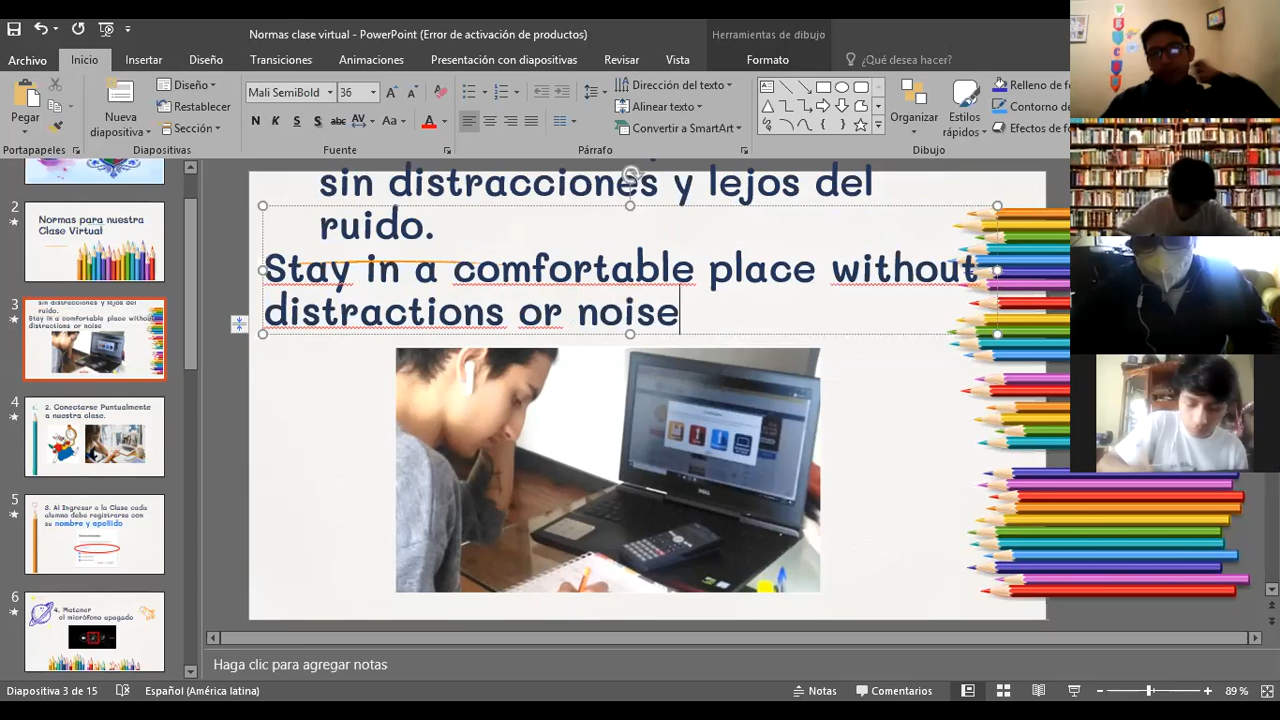 Normas clase virtual - PowerPoint (Error de activación de productos)
Herramientas de dibujo
Archivo
Inicio
Insertar
Diseño
Transiciones
Animaciones
Presentación con diapositivas
Revisar
Vista
Formato
¿Qué desea hacer?
Pegar
Nueva
diapositiva
Diseño
Restablecer
Sección
Mali SemiBold
36
N K S S abc AV Aa A
Dirección del texto
Alinear texto
Convertir a SmartArt
Organizar
Estilos
rápidos
Relleno de
Contorno de
Efectos de fo
Portapapeles
Diapositivas
Fuente
Párrafo
Dibujo
2
Normas para nuestra
Clase Virtual
3
sin distracciones y lejos del
ruido.
Stay in a comfortable place without
distractions or noise
4
2. Conectarse Puntualmente
a nuestra clase.
5
3. Al Ingresar a la Clase cada
alumno debe registrarse con
su nombre y apellido
6
4. Matener
el micrófono apagado
sin distracciones y lejos del
ruido.
Stay in a comfortable place without
distractions or noise
DELL
Haga clic para agregar notas
Diapositiva 3 de 15
Español (América latina)
Notas
Comentarios
89 %